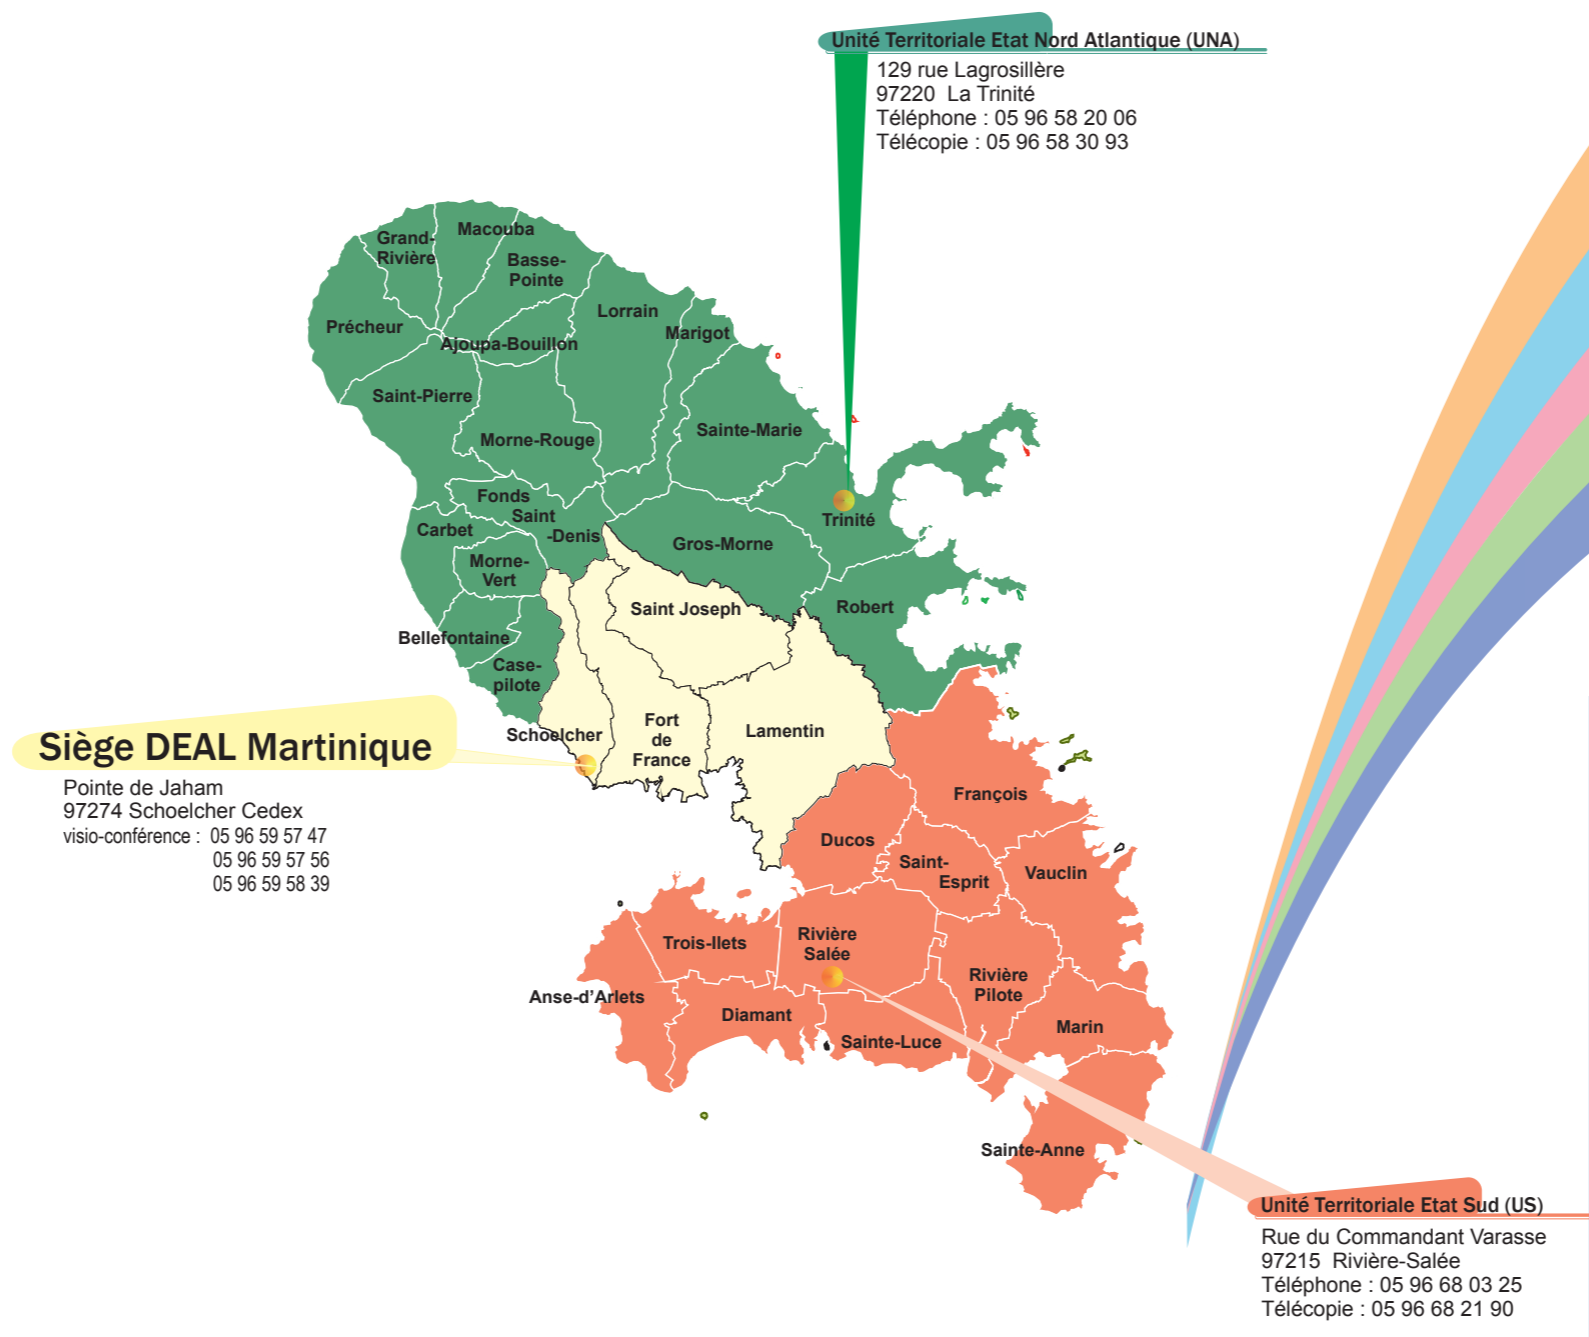 Unité Territoriale Etat Nord Atlantique (UNA)
129 rue Lagrosillère
97220 La Trinité
Téléphone : 05 96 58 20 06
Télécopie : 05 96 58 30 93
Grand-
Rivière
Macouba
Basse-
Pointe
Précheur
Ajoupa-Bouillon
Lorrain
Marigot
Saint-Pierre
Morne-Rouge
Sainte-Marie
Fonds
Saint
-Denis
Carbet
Morne-
Vert
Gros-Morne
Trinité
Bellefontaine
Case-
pilote
Saint Joseph
Robert
Schoelcher
Fort
de
France
Lamentin
Siège DEAL Martinique
Pointe de Jaham
97274 Schoelcher Cedex
visio-conférence : 05 96 59 57 47
05 96 59 57 56
05 96 59 58 39
François
Ducos
Saint-
Esprit
Vauclin
Trois-Ilets
Rivière
Salée
Rivière
Pilote
Anse-d'Arlets
Diamant
Sainte-Luce
Marin
Sainte-Anne
Unité Territoriale Etat Sud (US)
Rue du Commandant Varasse
97215 Rivière-Salée
Téléphone : 05 96 68 03 25
Télécopie : 05 96 68 21 90